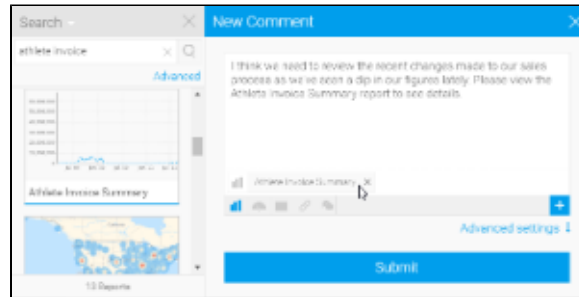 Search
New Comment
athlete invoice
Advanced
I think we need to review the recent changes made to our sales
process as we've seen a dip in our figures lately. Please view the
Athlete Invoice Summary report to see details.
Athlete Invoice Summary
Athlete Invoice Summary
Advanced settings
Submit
13 Reports